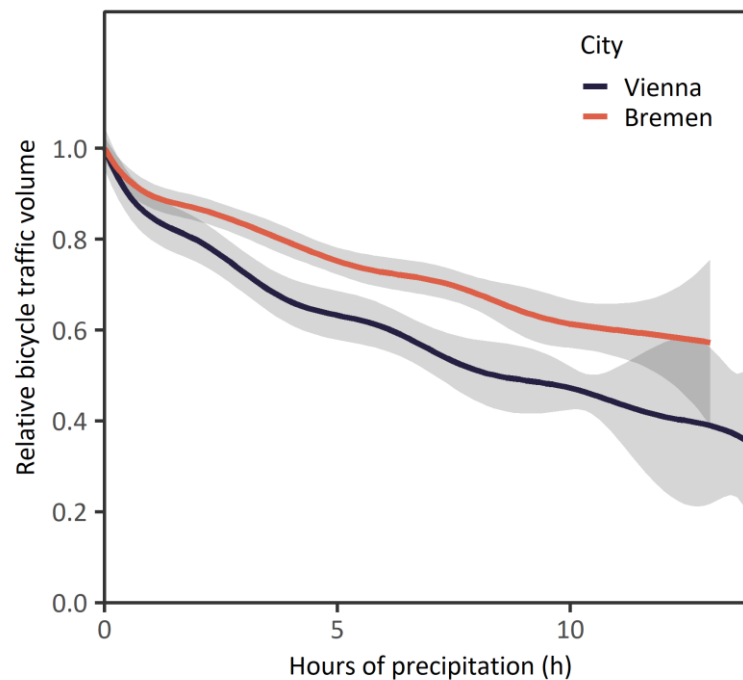 City
Vienna
Bremen
Relative bicycle traffic volume
1.0
0.8
0.6
0.4
0.2
0.0
0
5
10
Hours of precipitation (h)